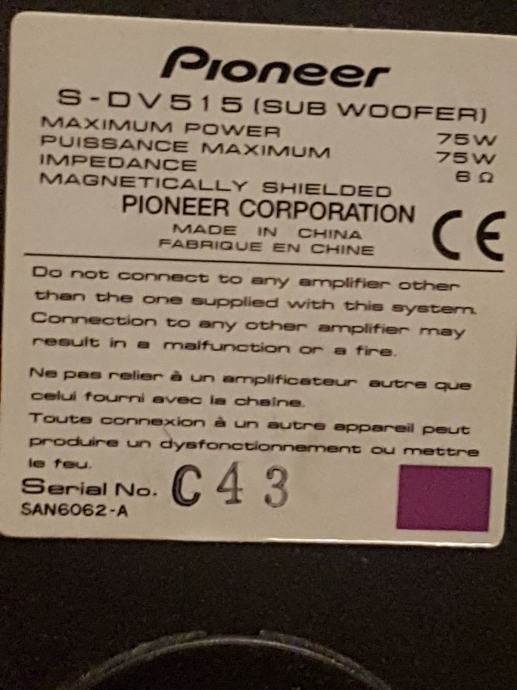 Pioneer
S-DV515 (SUB WOOFER)
MAXIMUM POWER 75W
PUISSANCE MAXIMUM 75W
IMPEDANCE 6 Ω
MAGNETICALLY SHIELDED
PIONEER CORPORATION
MADE IN CHINA
FABRIQUE EN CHINE
CE
Do not connect to any amplifier other
than the one supplied with this system.
Connection to any other amplifier may
result in a malfunction or a fire.
Ne pas relier à un amplificateur autre que
celui fourni avec la chaîne.
Toute connexion à un autre appareil peut
produire un dysfonctionnement ou mettre
le feu.
Serial No. C43
SAN6062-A